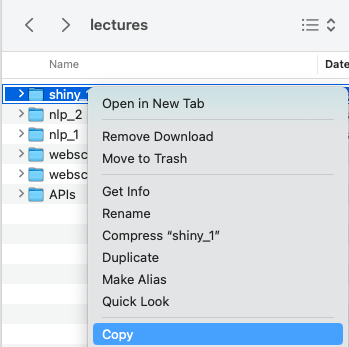 lectures
Name Date
shiny_1
Open in New Tab
nlp_2
nlp_1
Remove Download
websc
Move to Trash
websc
APIs
Get Info
Rename
Compress “shiny_1”
Duplicate
Make Alias
Quick Look
Copy